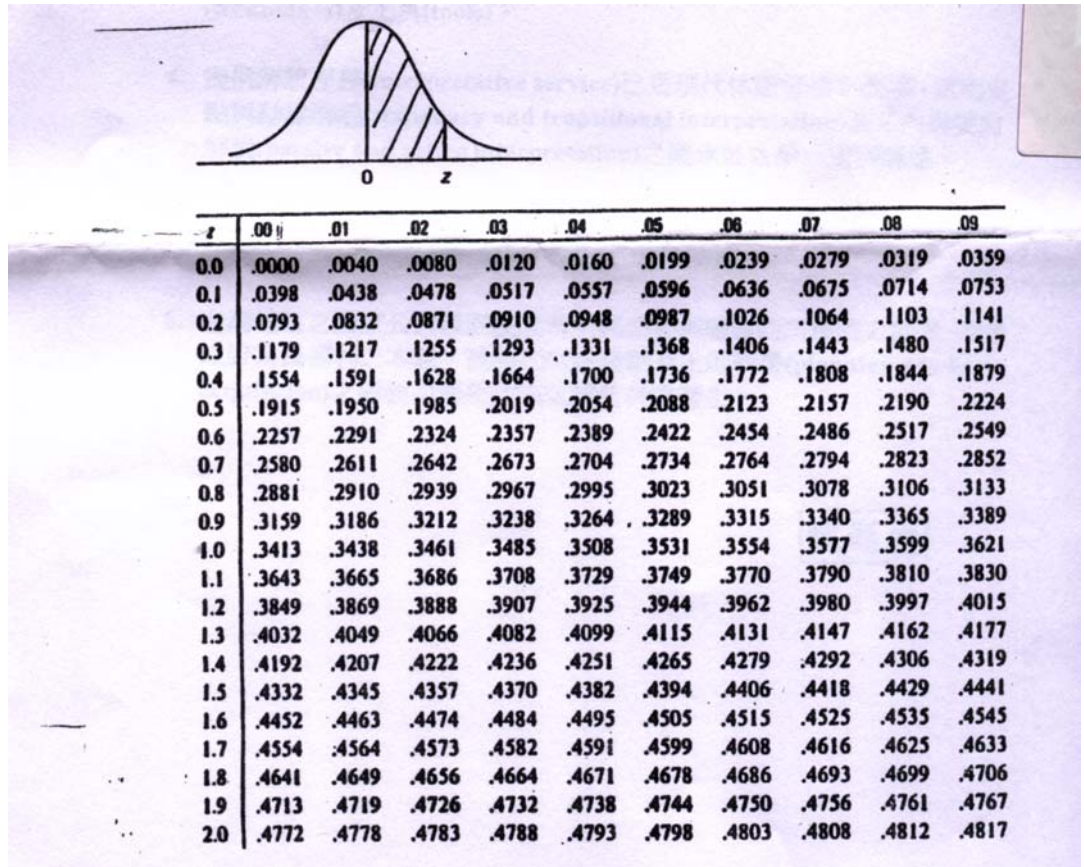 0 z
z .00 .01 .02 .03 .04 .05 .06 .07 .08 .09
0.0 .0000 .0040 .0080 .0120 .0160 .0199 .0239 .0279 .0319 .0359
0.1 .0398 .0438 .0478 .0517 .0557 .0596 .0636 .0675 .0714 .0753
0.2 .0793 .0832 .0871 .0910 .0948 .0987 .1026 .1064 .1103 .1141
0.3 .1179 .1217 .1255 .1293 .1331 .1368 .1406 .1443 .1480 .1517
0.4 .1554 .1591 .1628 .1664 .1700 .1736 .1772 .1808 .1844 .1879
0.5 .1915 .1950 .1985 .2019 .2054 .2088 .2123 .2157 .2190 .2224
0.6 .2257 .2291 .2324 .2357 .2389 .2422 .2454 .2486 .2517 .2549
0.7 .2580 .2611 .2642 .2673 .2704 .2734 .2764 .2794 .2823 .2852
0.8 .2881 .2910 .2939 .2967 .2995 .3023 .3051 .3078 .3106 .3133
0.9 .3159 .3186 .3212 .3238 .3264 .3289 .3315 .3340 .3365 .3389
1.0 .3413 .3438 .3461 .3485 .3508 .3531 .3554 .3577 .3599 .3621
1.1 .3643 .3665 .3686 .3708 .3729 .3749 .3770 .3790 .3810 .3830
1.2 .3849 .3869 .3888 .3907 .3925 .3944 .3962 .3980 .3997 .4015
1.3 .4032 .4049 .4066 .4082 .4099 .4115 .4131 .4147 .4162 .4177
1.4 .4192 .4207 .4222 .4236 .4251 .4265 .4279 .4292 .4306 .4319
1.5 .4332 .4345 .4357 .4370 .4382 .4394 .4406 .4418 .4429 .4441
1.6 .4452 .4463 .4474 .4484 .4495 .4505 .4515 .4525 .4535 .4545
1.7 .4554 .4564 .4573 .4582 .4591 .4599 .4608 .4616 .4625 .4633
1.8 .4641 .4649 .4656 .4664 .4671 .4678 .4686 .4693 .4699 .4706
1.9 .4713 .4719 .4726 .4732 .4738 .4744 .4750 .4756 .4761 .4767
2.0 .4772 .4778 .4783 .4788 .4793 .4798 .4803 .4808 .4812 .4817